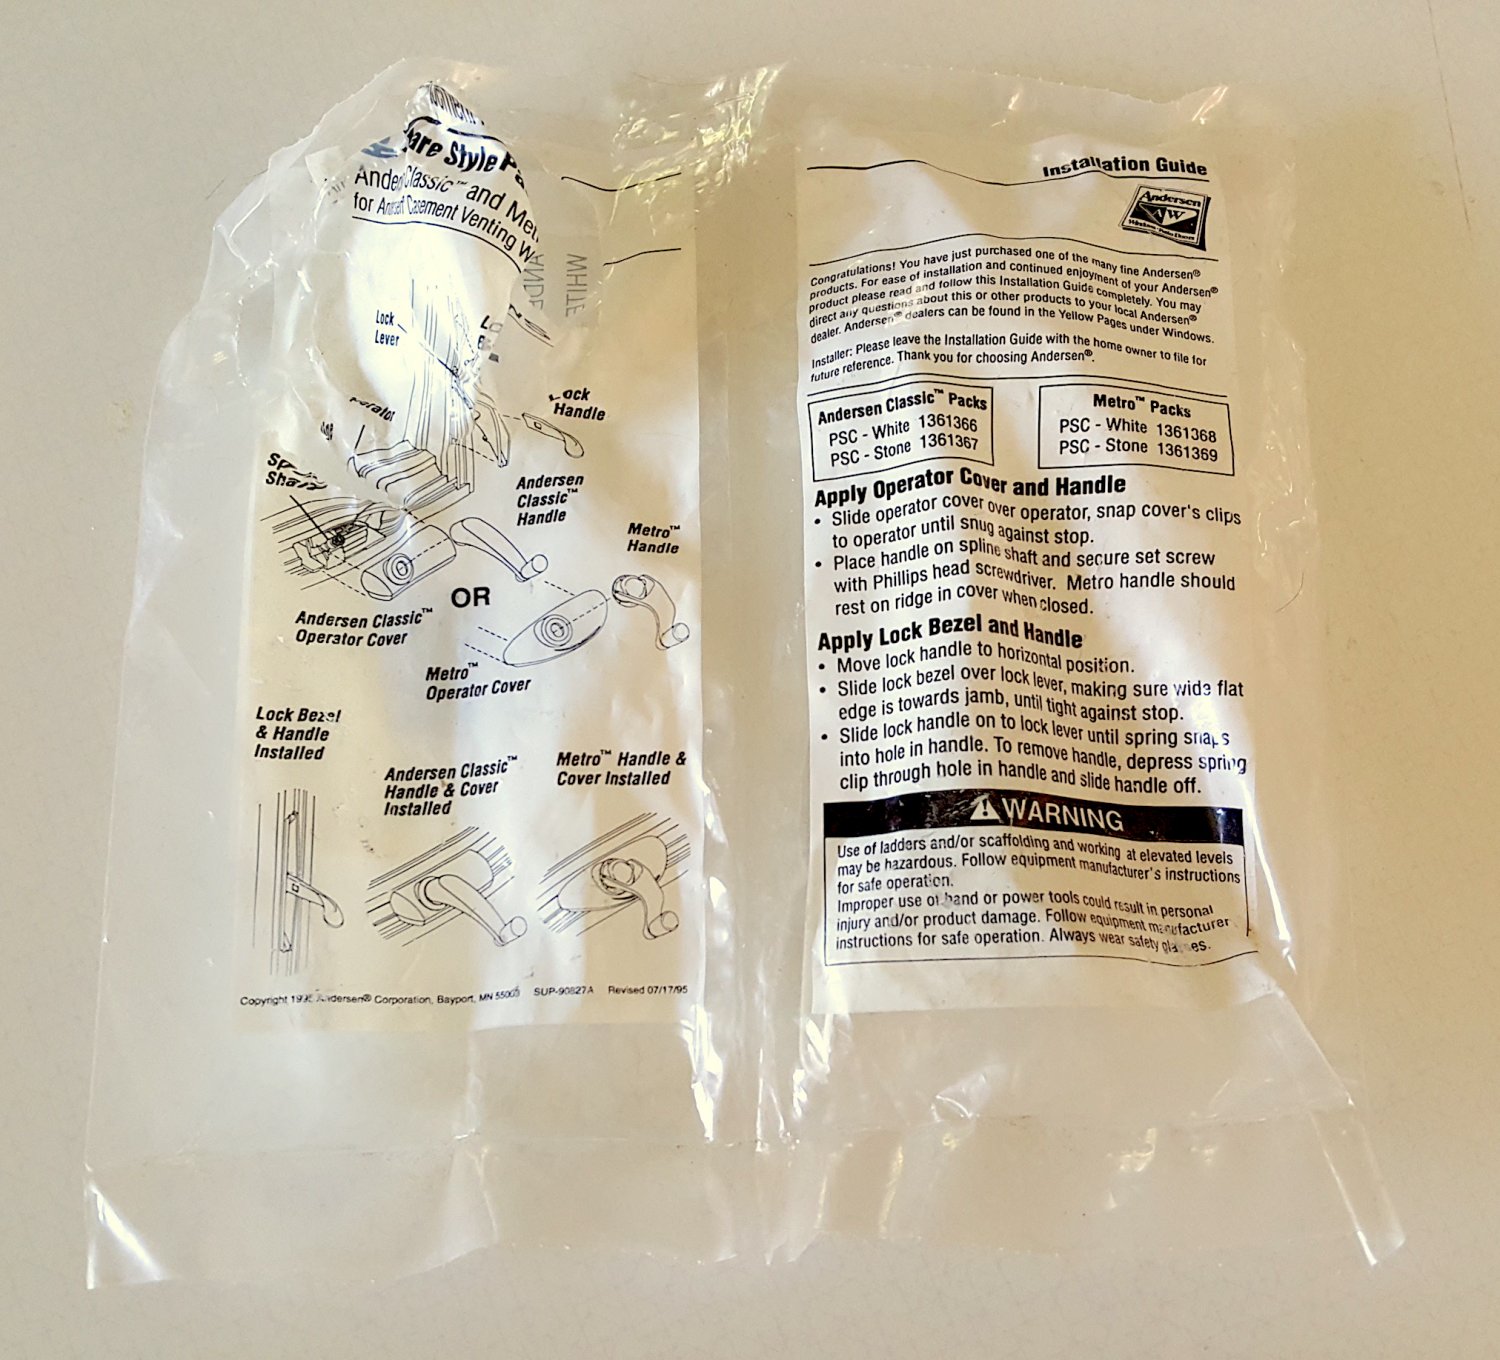 are Style
Classic™ and
for Casement Venting
WHITE
Lock
Lever
Lock
Handle
Andersen
Classic™
Handle
Metro™
Handle
OR
Andersen Classic™
Operator Cover
Metro™
Operator Cover
Lock Bezel
& Handle
Installed
Andersen Classic™
Handle & Cover
Installed
Metro™ Handle &
Cover Installed
Copyright Andersen® Corporation, Bayport, MN SUP-90827A Revised 07/17/95
Installation Guide
Andersen
AW
Congratulations! You have just purchased one of the many fine Andersen®
products. For ease of installation and continued enjoyment of your Andersen®
product please read and follow this Installation Guide completely. You may
direct any questions about this or other products to your local Andersen®
dealer. Andersen® dealers can be found in the Yellow Pages under Windows.
Installer: Please leave the Installation Guide with the home owner to file for
future reference. Thank you for choosing Andersen®.
Andersen Classic™ Packs
PSC - White 1361366
PSC - Stone 1361367
Metro™ Packs
PSC - White 1361368
PSC - Stone 1361369
Apply Operator Cover and Handle
• Slide operator cover over operator, snap cover's clips
to operator until snug against stop.
• Place handle on spline shaft and secure set screw
with Phillips head screwdriver. Metro handle should
rest on ridge in cover when closed.
Apply Lock Bezel and Handle
• Move lock handle to horizontal position.
• Slide lock bezel over lock lever, making sure wide flat
edge is towards jamb, until tight against stop.
• Slide lock handle on to lock lever until spring snaps
into hole in handle. To remove handle, depress spring
clip through hole in handle and slide handle off.
WARNING
Use of ladders and/or scaffolding and working at elevated levels
may be hazardous. Follow equipment manufacturer's instructions
for safe operation.
Improper use of hand or power tools could result in personal
injury and/or product damage. Follow equipment manufacturer
instructions for safe operation. Always wear safety glasses.